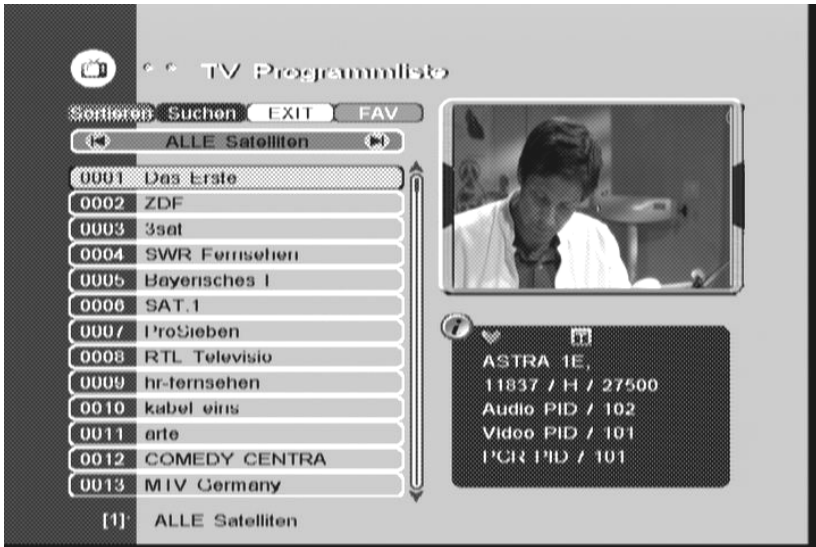 TV Programmliste
Sortieren Suchen EXIT FAV
ALLE Satelliten
0001 Das Erste
0002 ZDF
0003 3sat
0004 SWR Fernsehen
0005 Bayerisches F
0006 SAT.1
0007 ProSieben
0008 RTL Televisio
0009 hr-fernsehen
0010 kabel eins
0011 arte
0012 COMEDY CENTRA
0013 MTV Germany
[1] ALLE Satelliten
i
T
ASTRA 1E,
11837 / H / 27500
Audio PID / 102
Video PID / 101
PCR PID / 101